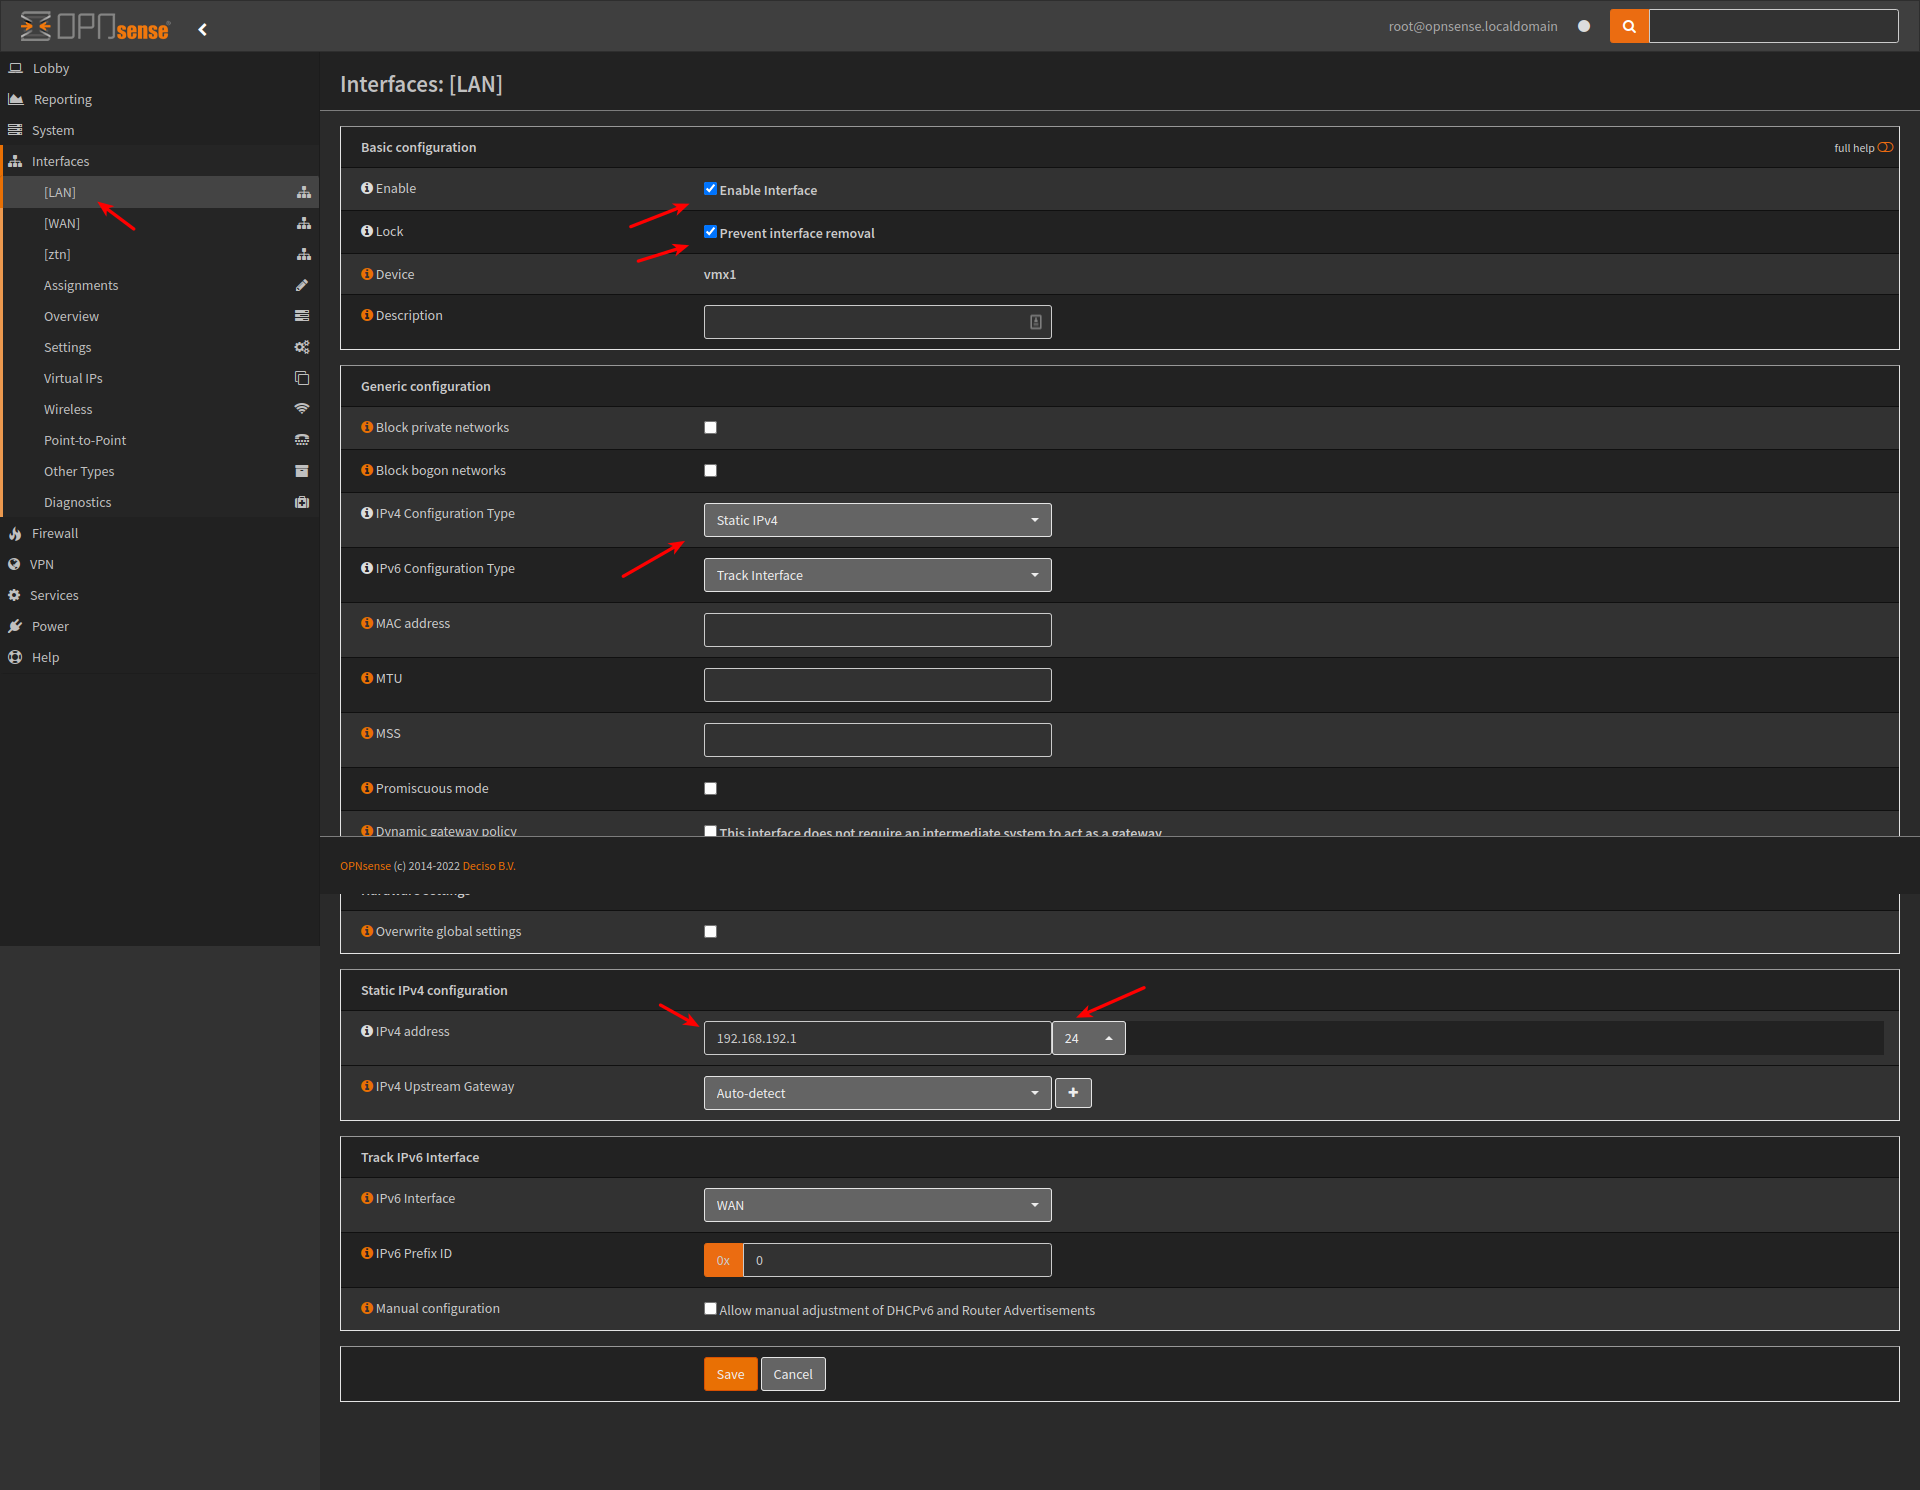 OPNsense
root@opnsense.localdomain
Lobby
Reporting
System
Interfaces
[LAN]
[WAN]
[ztn]
Assignments
Overview
Settings
Virtual IPs
Wireless
Point-to-Point
Other Types
Diagnostics
Firewall
VPN
Services
Power
Help
Interfaces: [LAN]
Basic configuration
full help
Enable
Enable Interface
Lock
Prevent interface removal
Device
vmx1
Description
Generic configuration
Block private networks
Block bogon networks
IPv4 Configuration Type
Static IPv4
IPv6 Configuration Type
Track Interface
MAC address
MTU
MSS
Promiscuous mode
Dynamic gateway policy
This interface does not require an intermediate system to act as a gateway
OPNsense (c) 2014-2022 Deciso B.V.
Hardware settings
Overwrite global settings
Static IPv4 configuration
IPv4 address
192.168.192.1
24
IPv4 Upstream Gateway
Auto-detect
Track IPv6 Interface
IPv6 Interface
WAN
IPv6 Prefix ID
0x
0
Manual configuration
Allow manual adjustment of DHCPv6 and Router Advertisements
Save
Cancel